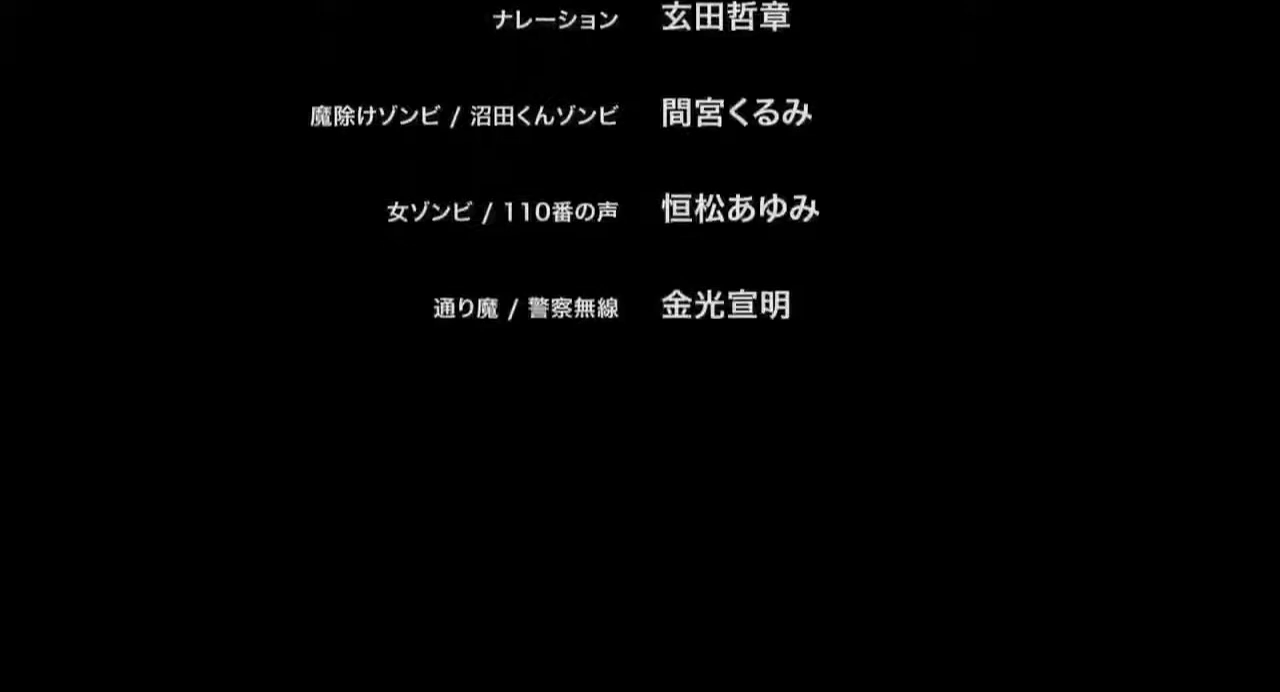 ナレーション 玄田哲章
魔除けゾンビ / 沼田くんゾンビ 間宮くるみ
女ゾンビ / 110番の声 恒松あゆみ
通り魔 / 警察無線 金光宣明